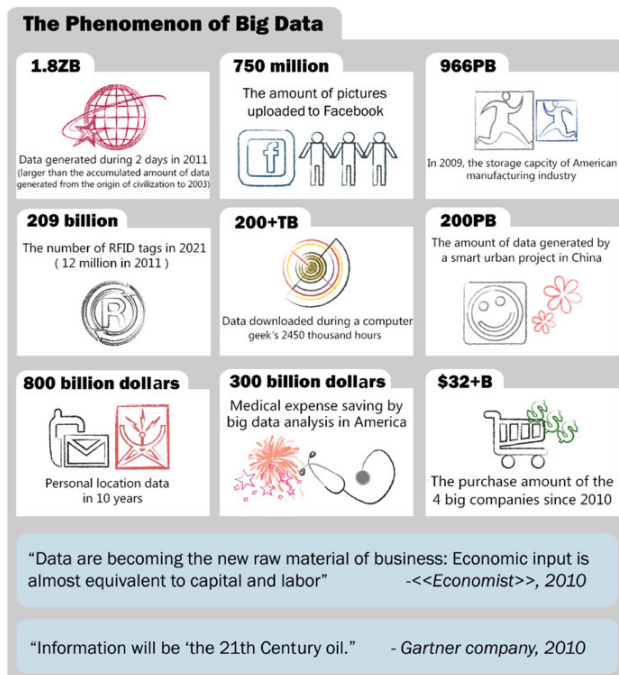 The Phenomenon of Big Data
1.8ZB
Data generated during 2 days in 2011
(larger than the accumulated amount of data
generated from the origin of civilization to 2003)
750 million
The amount of pictures
uploaded to Facebook
f
966PB
In 2009, the storage capcity of American
manufacturing industry
209 billion
The number of RFID tags in 2021
( 12 million in 2011 )
R
200+TB
Data downloaded during a computer
geek's 2450 thousand hours
200PB
The amount of data generated by
a smart urban project in China
800 billion dollars
Personal location data
in 10 years
300 billion dollars
Medical expense saving by
big data analysis in America
$32+B
$
$
$
The purchase amount of the
4 big companies since 2010
“Data are becoming the new raw material of business: Economic input is
almost equivalent to capital and labor” -<<Economist>>, 2010
“Information will be ‘the 21th Century oil.” - Gartner company, 2010